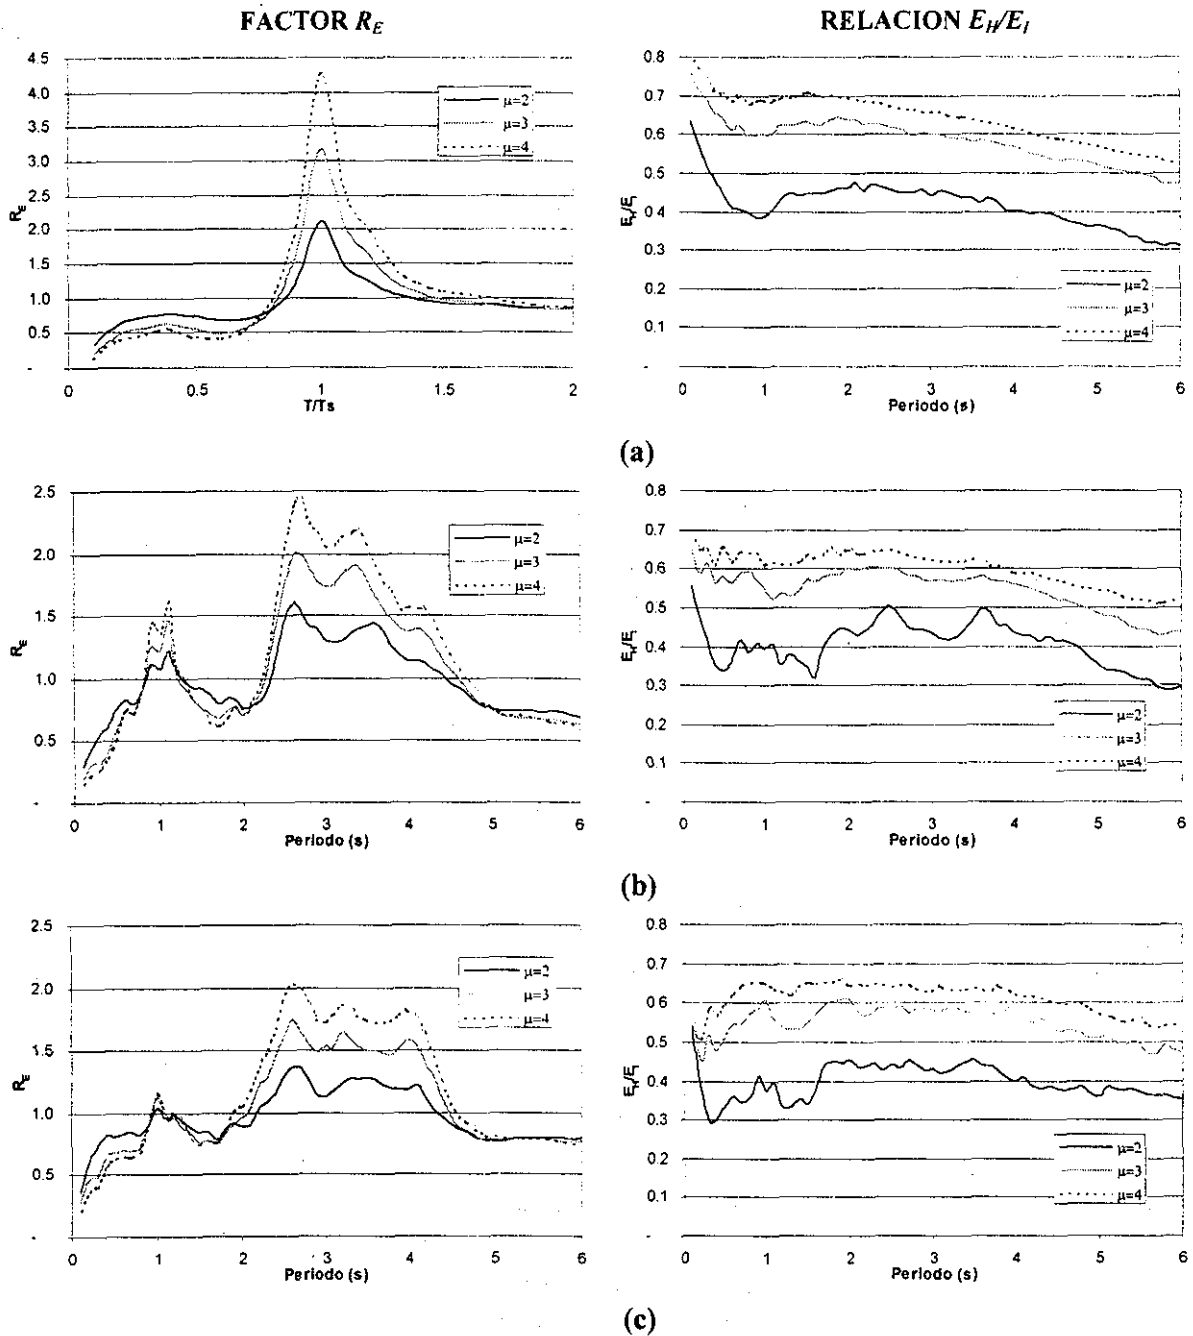 FACTOR R_E
RELACION E_H/E_I
4.5
4.0
3.5
3.0
2.5
2.0
1.5
1.0
0.5
-
R_E
μ=2
μ=3
μ=4
0 0.5 1 1.5 2
T/Ts
0.8
0.7
0.6
0.5
0.4
0.3
0.2
0.1
-
E_H/E_I
μ=2
μ=3
μ=4
0 1 2 3 4 5 6
Periodo (s)
(a)
2.5
2.0
1.5
1.0
0.5
-
R_E
μ=2
μ=3
μ=4
0 1 2 3 4 5 6
Periodo (s)
0.8
0.7
0.6
0.5
0.4
0.3
0.2
0.1
-
E_H/E_I
μ=2
μ=3
μ=4
0 1 2 3 4 5 6
Periodo (s)
(b)
2.5
2.0
1.5
1.0
0.5
-
R_E
μ=2
μ=3
μ=4
0 1 2 3 4 5 6
Periodo (s)
0.8
0.7
0.6
0.5
0.4
0.3
0.2
0.1
-
E_H/E_I
μ=2
μ=3
μ=4
0 1 2 3 4 5 6
Periodo (s)
(c)